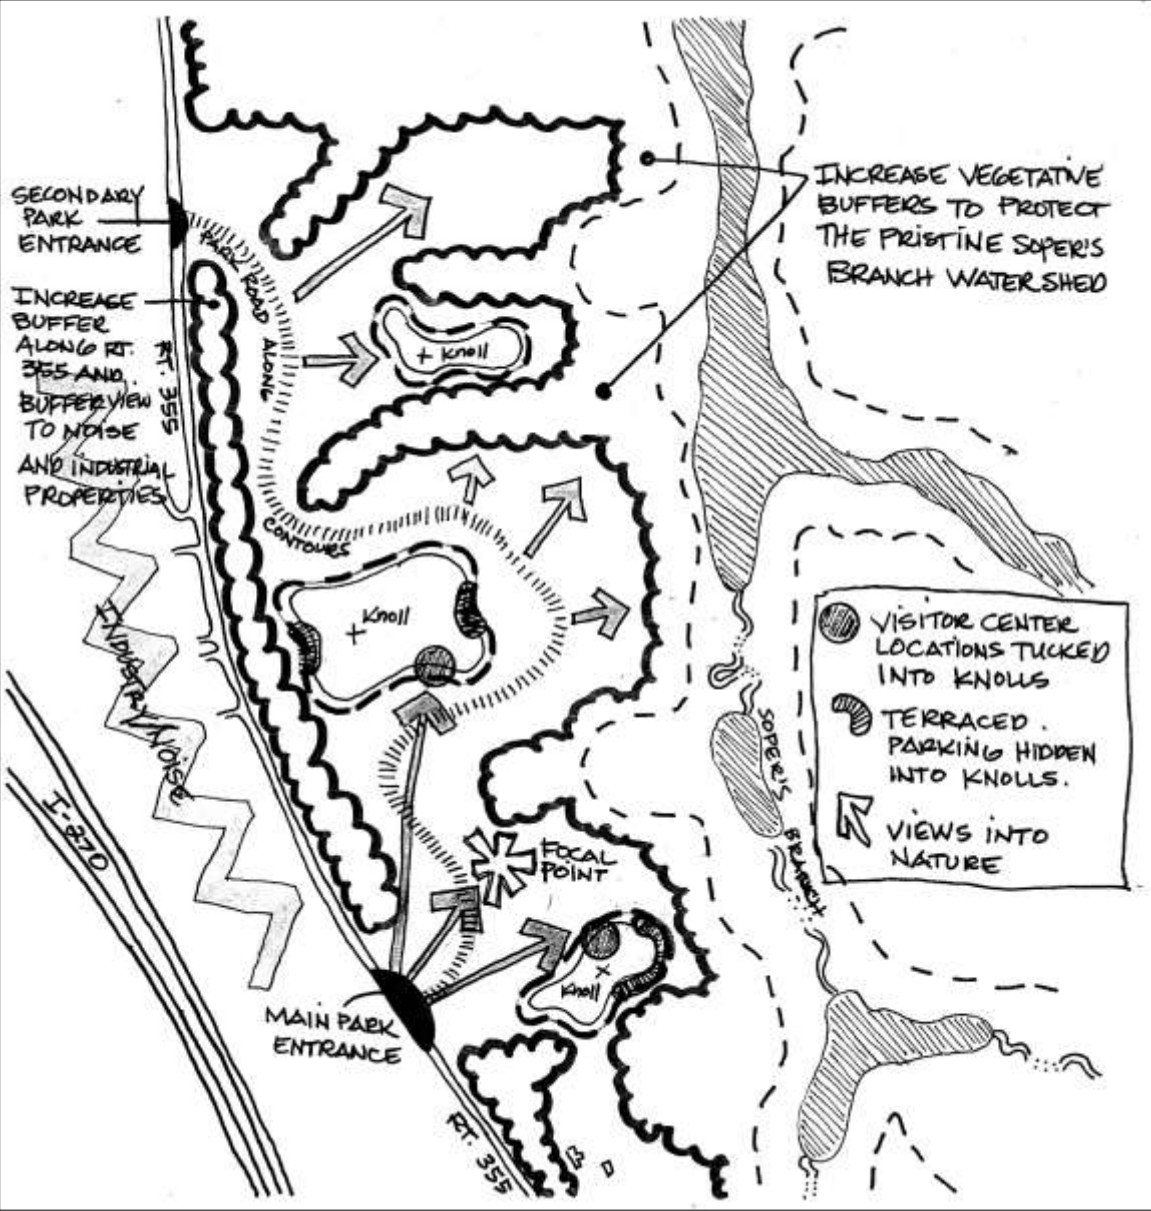 SECONDARY
PARK
ENTRANCE
INCREASE
BUFFER
ALONG RT.
355 AND
BUFFER VIEW
TO NOISE
AND INDUSTRIAL
PROPERTIES
RT. 355
PARK ROAD
ALONG
CONTOURS
+ Knoll
Knoll
+
INCREASE VEGETATIVE
BUFFERS TO PROTECT
THE PRISTINE SOPER'S
BRANCH WATERSHED
VISITOR CENTER
LOCATIONS TUCKED
INTO KNOLLS
TERRACED.
PARKING HIDDEN
INTO KNOLLS.
VIEWS INTO
NATURE
SOPER'S
BRANCH
INDUSTRY NOISE
I-270
FOCAL
POINT
x
Knoll
MAIN PARK
ENTRANCE
RT. 355